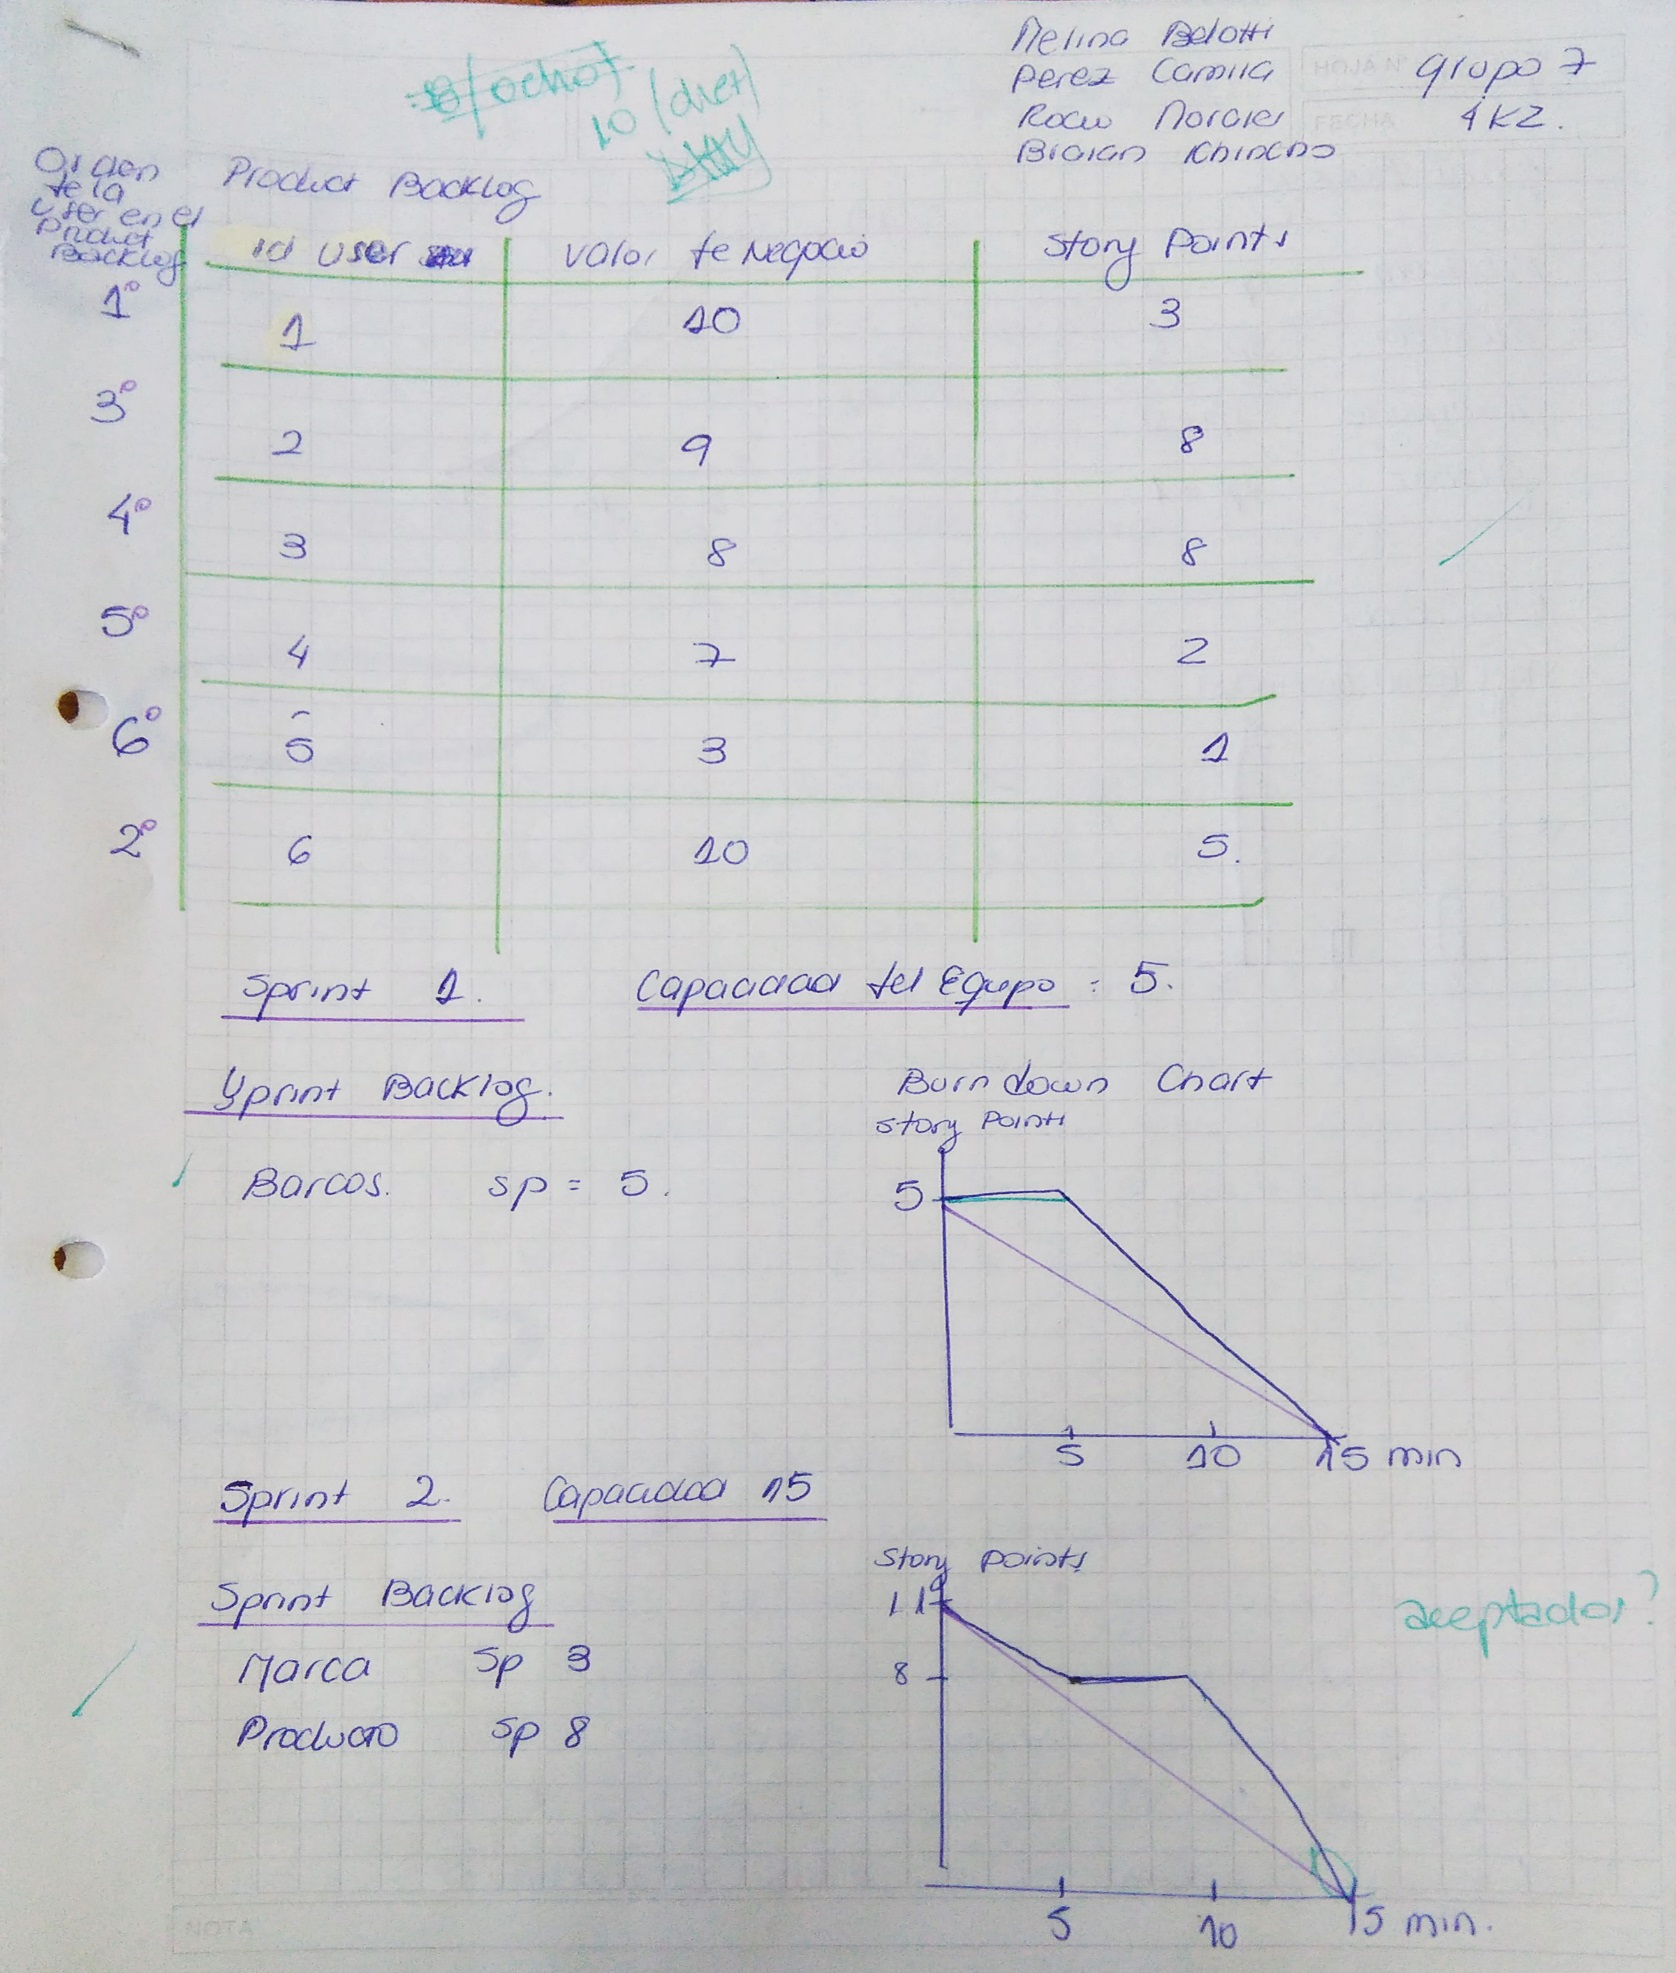 Melina Belotti
Perez Camila grupo 7
Rocio Morales 4K2.
Braian
8 (ocho)
10 (diez)
Orden de la User en el Product Backlog
Product Backlog
id User Valor de Negocio Story Points
1° 1 10 3
3° 2 9 8
4° 3 8 8
5° 4 7 2
6° 5 3 1
2° 6 10 5.
Sprint 1. Capacidad del Equipo : 5.
Sprint Backlog. Burn down Chart
Story Points
Barcos. sp = 5. 5
5 10 15 min
Sprint 2. Capacidad 15
Story points
Sprint Backlog 11 aceptados?
Marca Sp 3 8
Producto Sp 8
5 10 15 min.